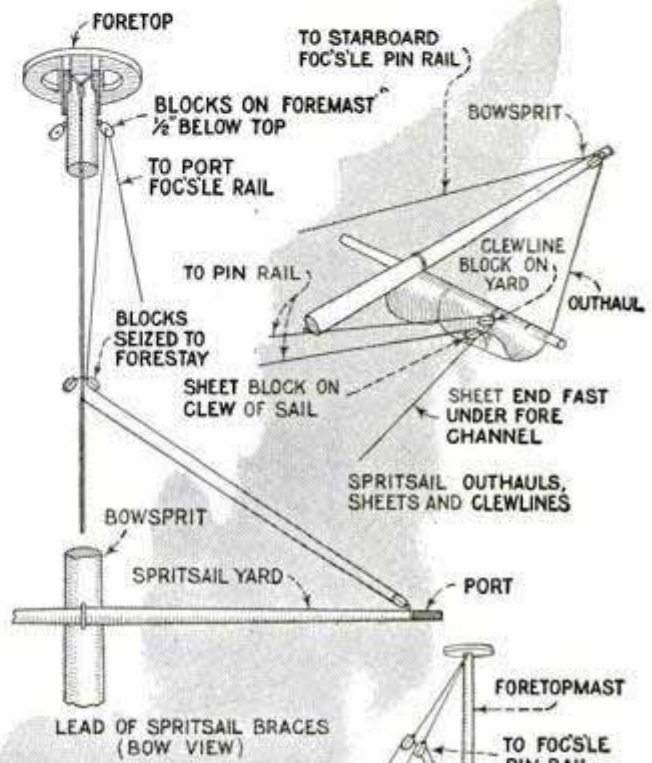 FORETOP
BLOCKS ON FOREMAST
½" BELOW TOP
TO PORT
FOC'S'LE RAIL
BLOCKS
SEIZED TO
FORESTAY
BOWSPRIT
SPRITSAIL YARD
PORT
LEAD OF SPRITSAIL BRACES
(BOW VIEW)
TO STARBOARD
FOC'S'LE PIN RAIL
BOWSPRIT
CLEWLINE
BLOCK ON
YARD
OUTHAUL
TO PIN RAIL
SHEET BLOCK ON
CLEW OF SAIL
SHEET END FAST
UNDER FORE
CHANNEL
SPRITSAIL OUTHAULS,
SHEETS AND CLEWLINES
FORETOPMAST
TO FOC'S'LE
PIN RAIL